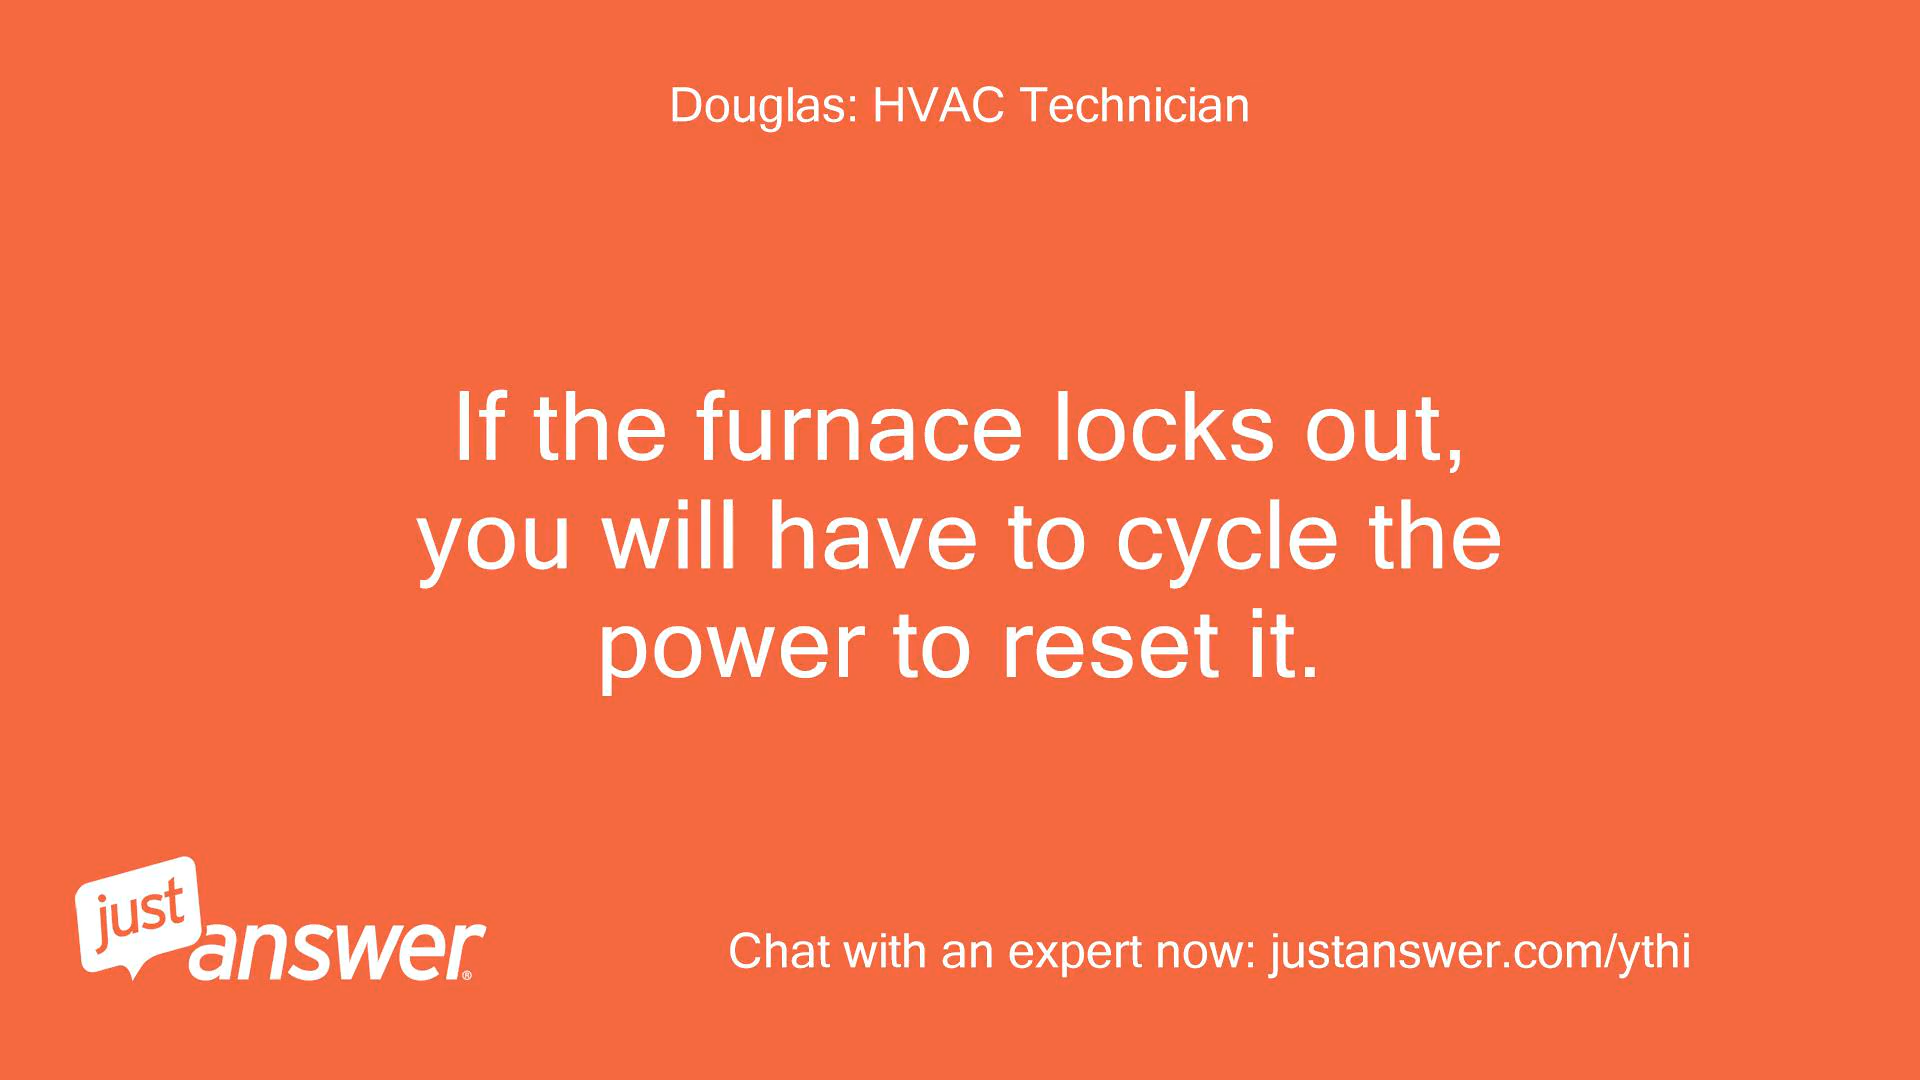 Douglas: HVAC Technician
If the furnace locks out,
you will have to cycle the
power to reset it.
just
answer®
Chat with an expert now: justanswer.com/ythi